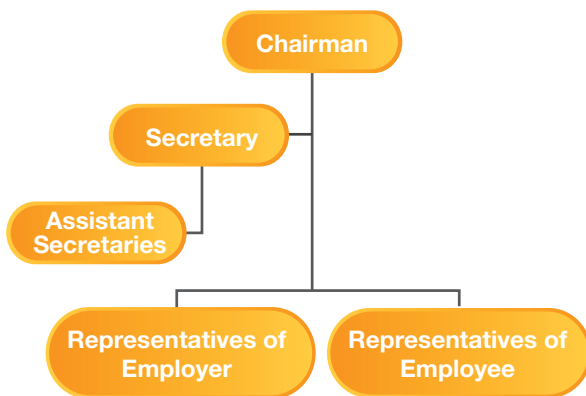 Chairman
Secretary
Assistant
Secretaries
Representatives of
Employer
Representatives of
Employee